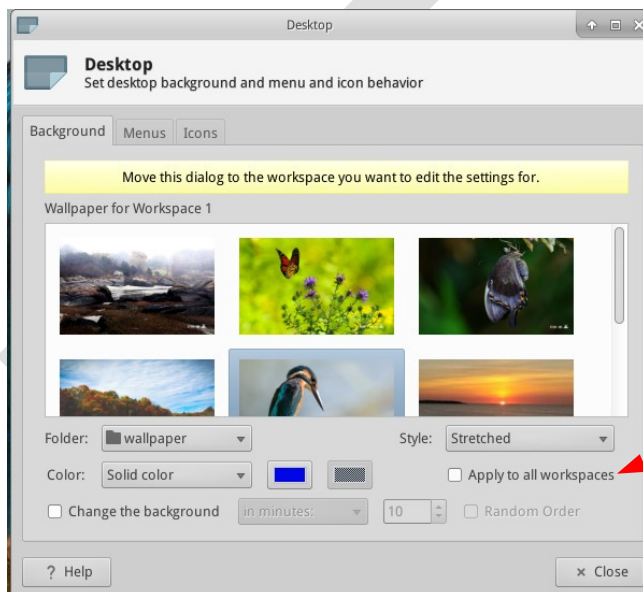 Desktop
Desktop
Set desktop background and menu and icon behavior
Background Menus Icons
Move this dialog to the workspace you want to edit the settings for.
Wallpaper for Workspace 1
Folder: wallpaper Style: Stretched
Color: Solid color Apply to all workspaces
Change the background in minutes: 10 Random Order
? Help × Close